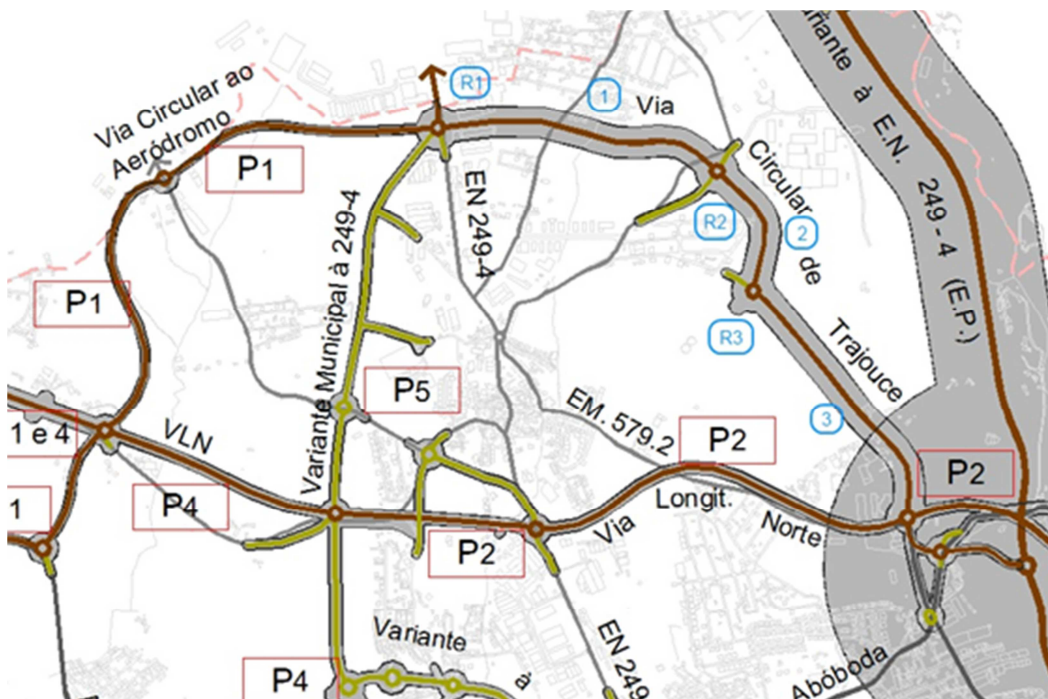 R1
1
Via
Via Circular ao
Aeródromo
P1
Circular
de
Trajouce
R2
2
R3
3
EN 249-4
Variante Municipal à 249-4
riante à E.N. 249-4 (E.P.)
P1
P5
EM. 579.2
P2
1 e 4
VLN
P4
P2
Via
Longit.
Norte
P2
1
Variante
à
P4
EN 249
Abóboda